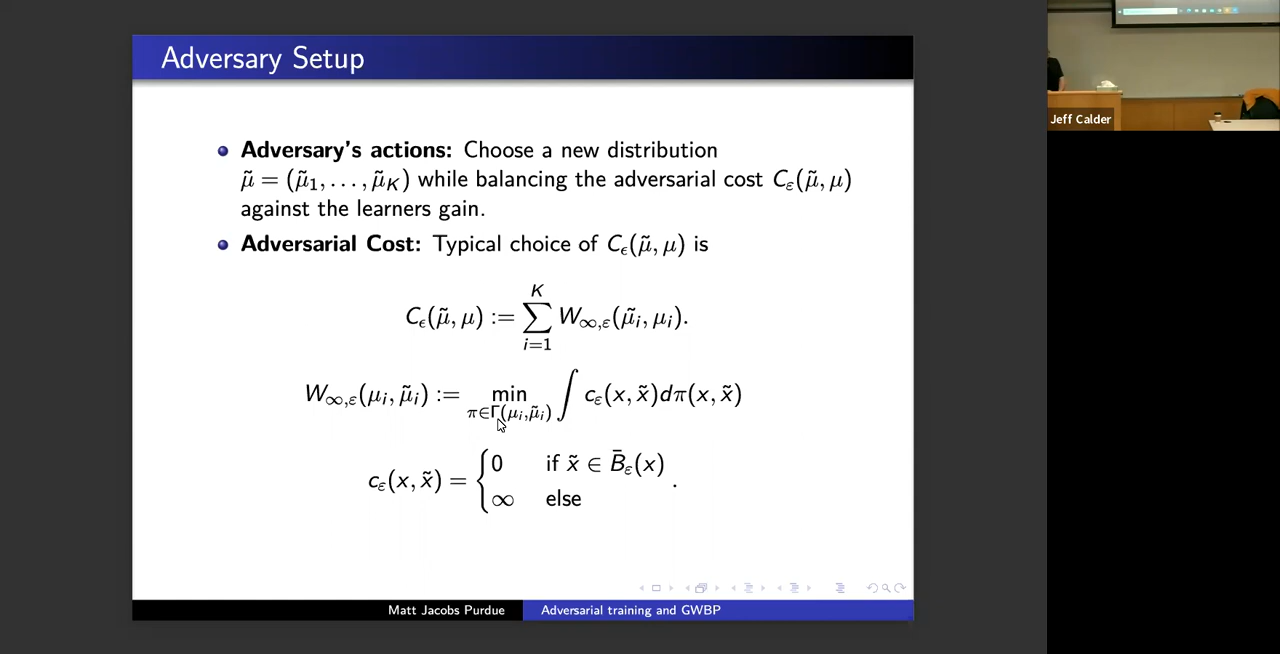 Adversary Setup
Adversary's actions: Choose a new distribution
μ̃ = (μ̃₁, . . . , μ̃_K) while balancing the adversarial cost C_ε(μ̃, μ)
against the learners gain.
Adversarial Cost: Typical choice of C_ϵ(μ̃, μ) is
C_ϵ(μ̃, μ) := ∑_{i=1}^{K} W_{∞,ε}(μ̃_i, μ_i).
W_{∞,ε}(μ_i, μ̃_i) := min_{π∈Γ(μ_i,μ̃_i)} ∫ c_ε(x, x̃)dπ(x, x̃)
c_ε(x, x̃) = { 0 if x̃ ∈ B̄_ε(x)
∞ else .
Matt Jacobs Purdue Adversarial training and GWBP
Jeff Calder